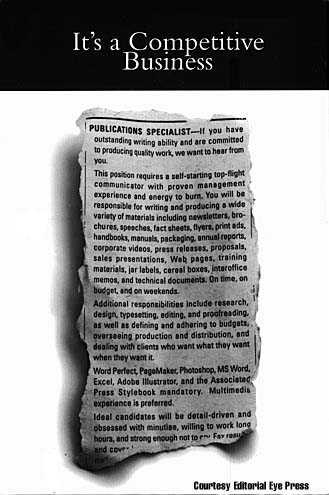 It's a Competitive
Business
PUBLICATIONS SPECIALIST—If you have
outstanding writing ability and are committed
to producing quality work, we want to hear from
you.
This position requires a self-starting top-flight
communicator with proven management
experience and energy to burn. You will be
responsible for writing and producing a wide
variety of materials including newsletters, bro-
chures, speeches, fact sheets, flyers, print ads,
handbooks, manuals, packaging, annual reports,
corporate videos, press releases, proposals,
sales presentations, Web pages, training
materials, jar labels, cereal boxes, interoffice
memos, and technical documents. On time, on
budget, and on weekends.
Additional responsibilities include research,
design, typesetting, editing, and proofreading,
as well as defining and adhering to budgets,
overseeing production and distribution, and
dealing with clients who want what they want
when they want it.
Word Perfect, PageMaker, Photoshop, MS Word,
Excel, Adobe Illustrator, and the Associated
Press Stylebook mandatory. Multimedia
experience is preferred.
Ideal candidates will be detail-driven and
obsessed with minutiae, willing to work long
hours, and strong enough not to cry. Fax resume
and cover
Courtesy Editorial Eye Press